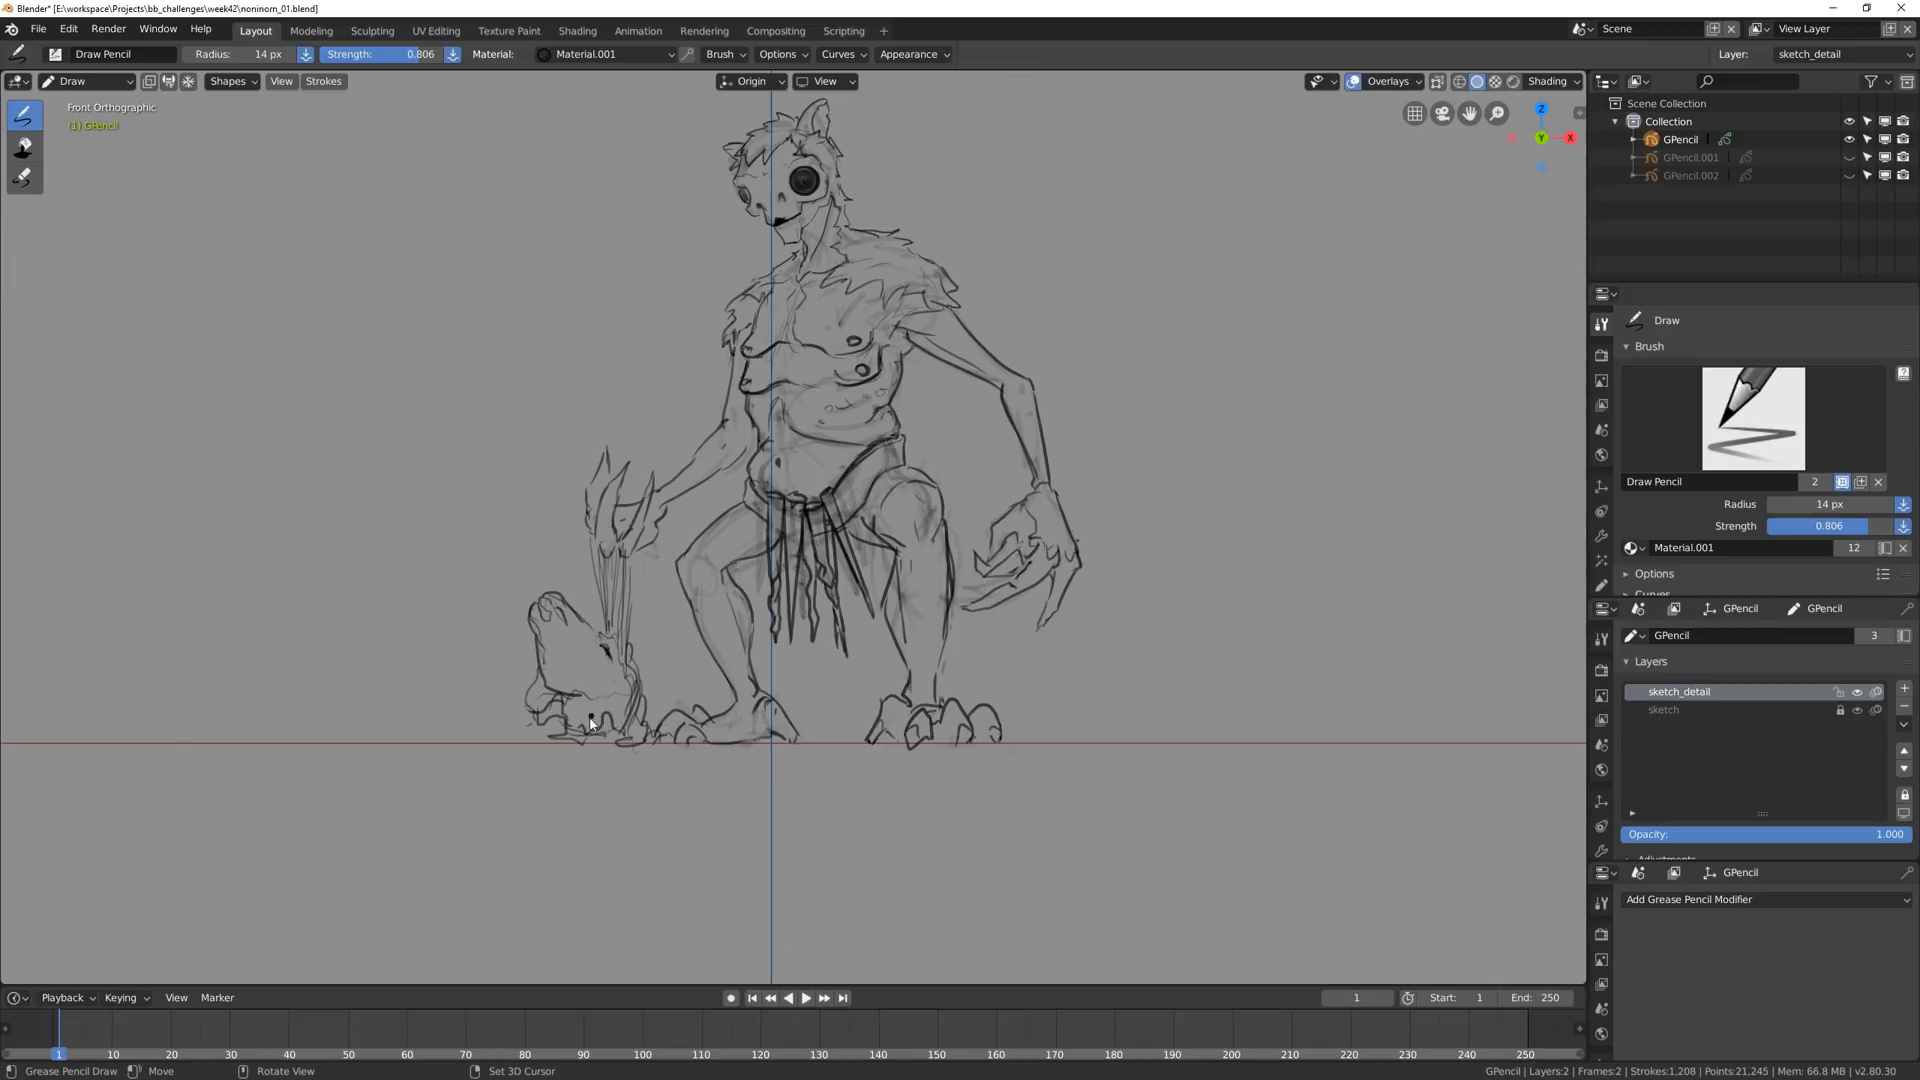 Blender* [E:\workspace\Projects\bb_challenges\week42\noninorn_01.blend]
File Edit Render Window Help Layout Modeling Sculpting UV Editing Texture Paint Shading Animation Rendering Compositing Scripting + Scene View Layer
Draw Pencil Radius: 14 px Strength: 0.806 Material: Material.001 Brush Options Curves Appearance Layer: sketch_detail
Draw Shapes View Strokes Origin View Overlays Shading
Front Orthographic
(1) GPencil
Z
Y
X
Scene Collection
Collection
GPencil
GPencil.001
GPencil.002
Draw
Brush
Draw Pencil 2
Radius 14 px
Strength 0.806
Material.001 12
Options
GPencil GPencil
GPencil 3
Layers
sketch_detail
sketch
Opacity: 1.000
GPencil
Add Grease Pencil Modifier
Playback Keying View Marker 1 Start: 1 End: 250
1 10 20 30 40 50 60 70 80 90 100 110 120 130 140 150 160 170 180 190 200 210 220 230 240 250
Grease Pencil Draw Move Rotate View Set 3D Cursor GPencil | Layers:2 | Frames:2 | Strokes:1,208 | Points:21,245 | Mem: 66.8 MB | v2.80.30